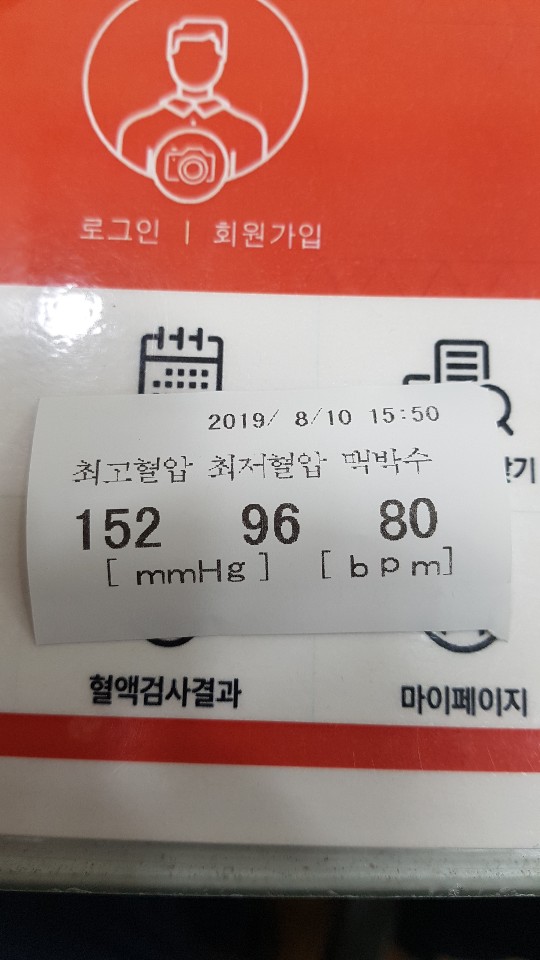 로그인 | 회원가입
2019/ 8/10 15:50
최고혈압 최저혈압 맥박수
152 96 80
[ mmHg ] [ bpm]
혈액검사결과
마이페이지